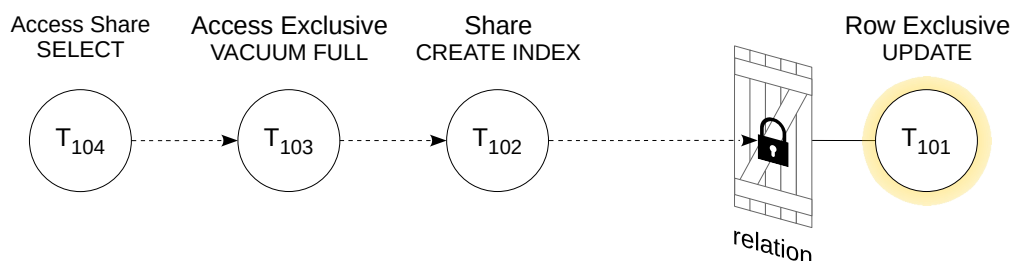 Access Share
SELECT
Access Exclusive
VACUUM FULL
Share
CREATE INDEX
Row Exclusive
UPDATE
T104
T103
T102
T101
relation